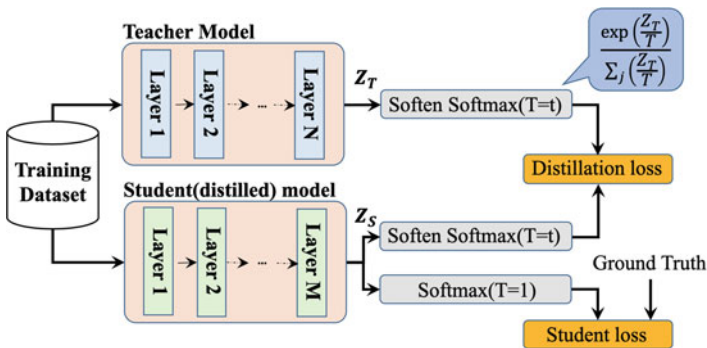 Teacher Model
Layer 1
Layer 2
...
Layer N
Z_T
Soften Softmax(T=t)
exp(Z_T/T)
∑_j(Z_T/T)
Distillation loss
Training
Dataset
Student(distilled) model
Layer 1
Layer 2
...
Layer M
Z_S
Soften Softmax(T=t)
Softmax(T=1)
Ground Truth
Student loss